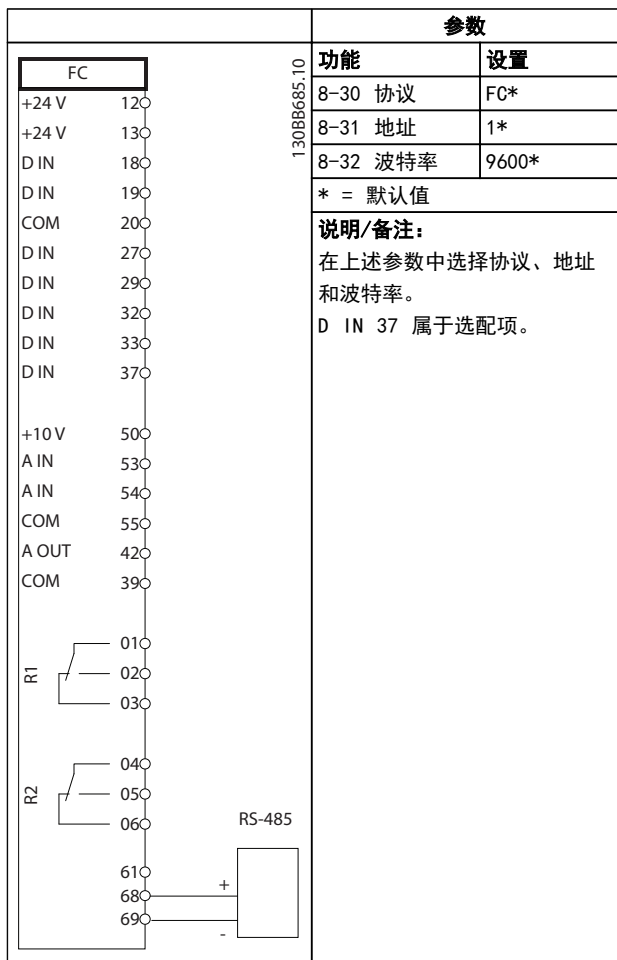 FC
+24 V 12
+24 V 13
D IN 18
D IN 19
COM 20
D IN 27
D IN 29
D IN 32
D IN 33
D IN 37
+10 V 50
A IN 53
A IN 54
COM 55
A OUT 42
COM 39
R1
01
02
03
R2
04
05
06
RS-485
61
68
69
+
-
130BB685.10
参数
功能 设置
8-30 协议 FC*
8-31 地址 1*
8-32 波特率 9600*
* = 默认值
说明/备注:
在上述参数中选择协议、地址
和波特率。
D IN 37 属于选配项。